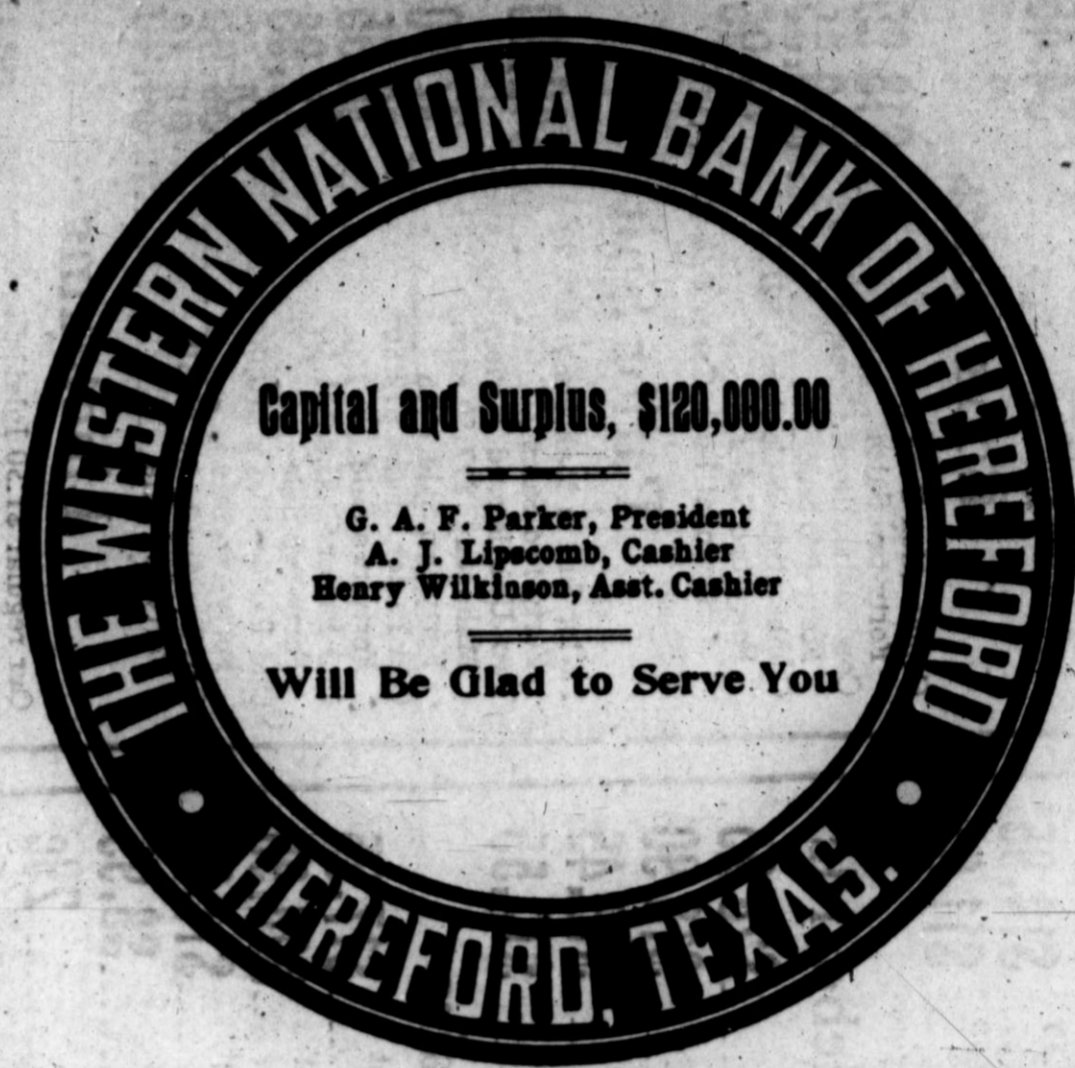 THE WESTERN NATIONAL BANK OF HEREFORD
Capital and Surplus, $120,000.00
G. A. F. Parker, President
A. J. Lipscomb, Cashier
Henry Wilkinson, Asst. Cashier
Will Be Glad to Serve You
HEREFORD, TEXAS.